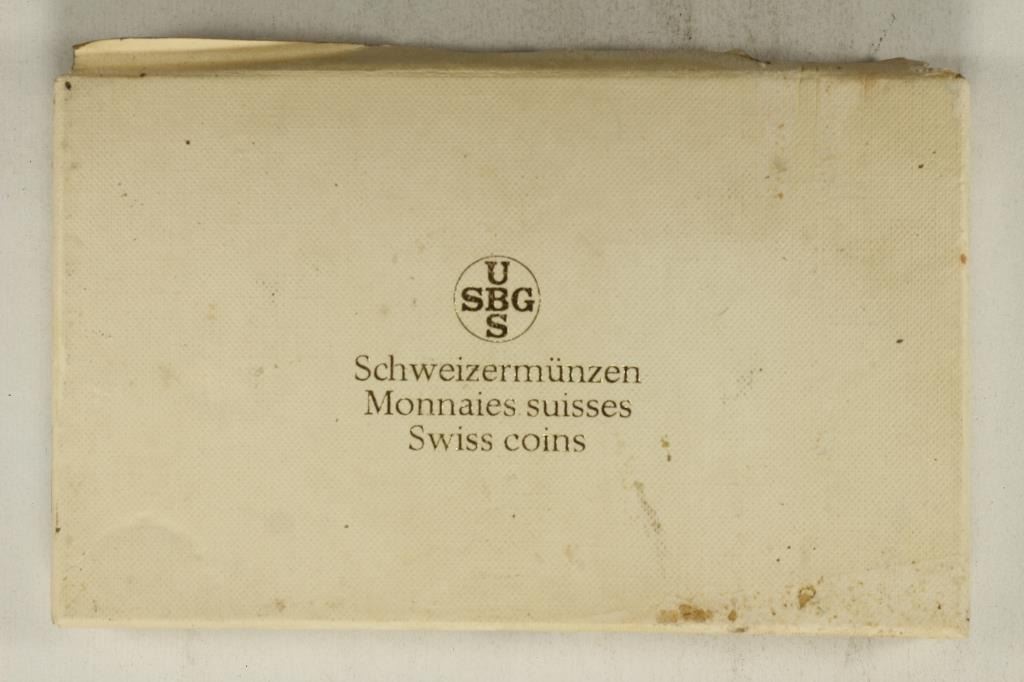 U
SBG
S
Schweizermünzen
Monnaies suisses
Swiss coins